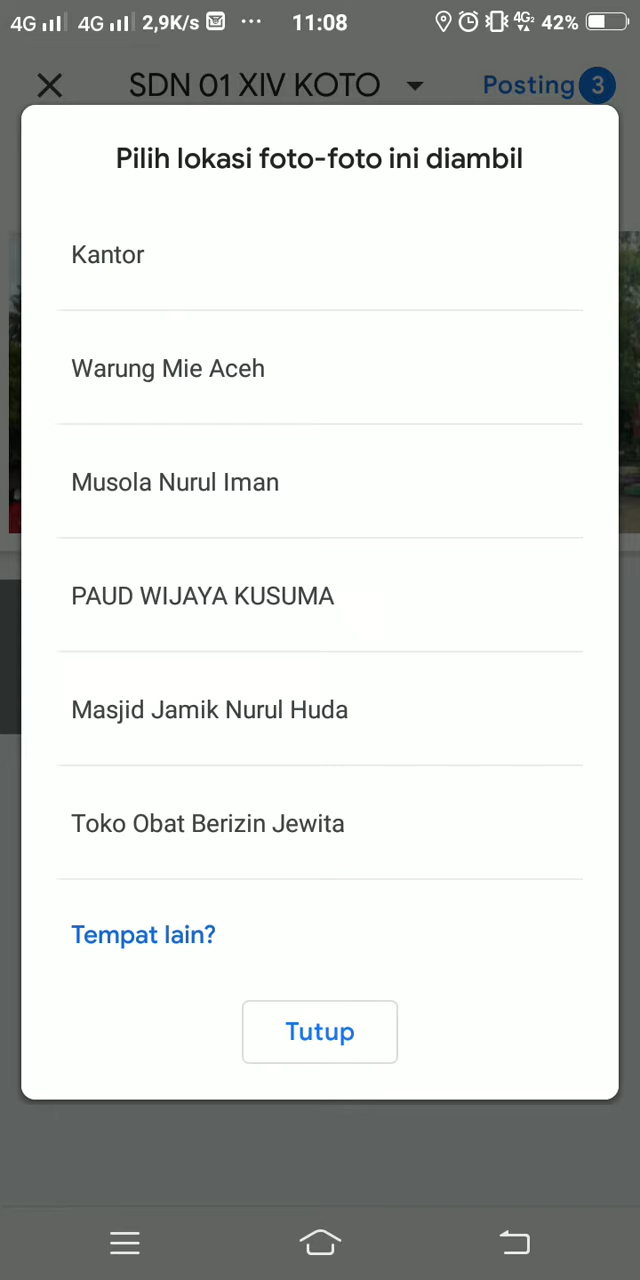 4G 4G 2,9K/s ... 11:08 4G2 42%
SDN 01 XIV KOTO Posting 3
Pilih lokasi foto-foto ini diambil
Kantor
Warung Mie Aceh
Musola Nurul Iman
PAUD WIJAYA KUSUMA
Masjid Jamik Nurul Huda
Toko Obat Berizin Jewita
Tempat lain?
Tutup